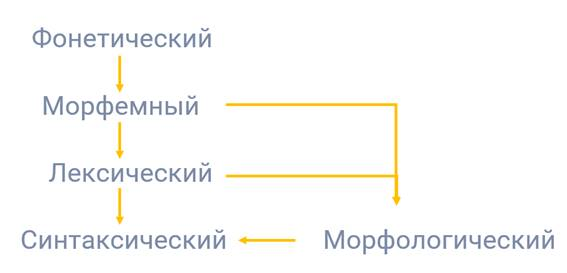 Фонетический
Морфемный
Лексический
Синтаксический
Морфологический